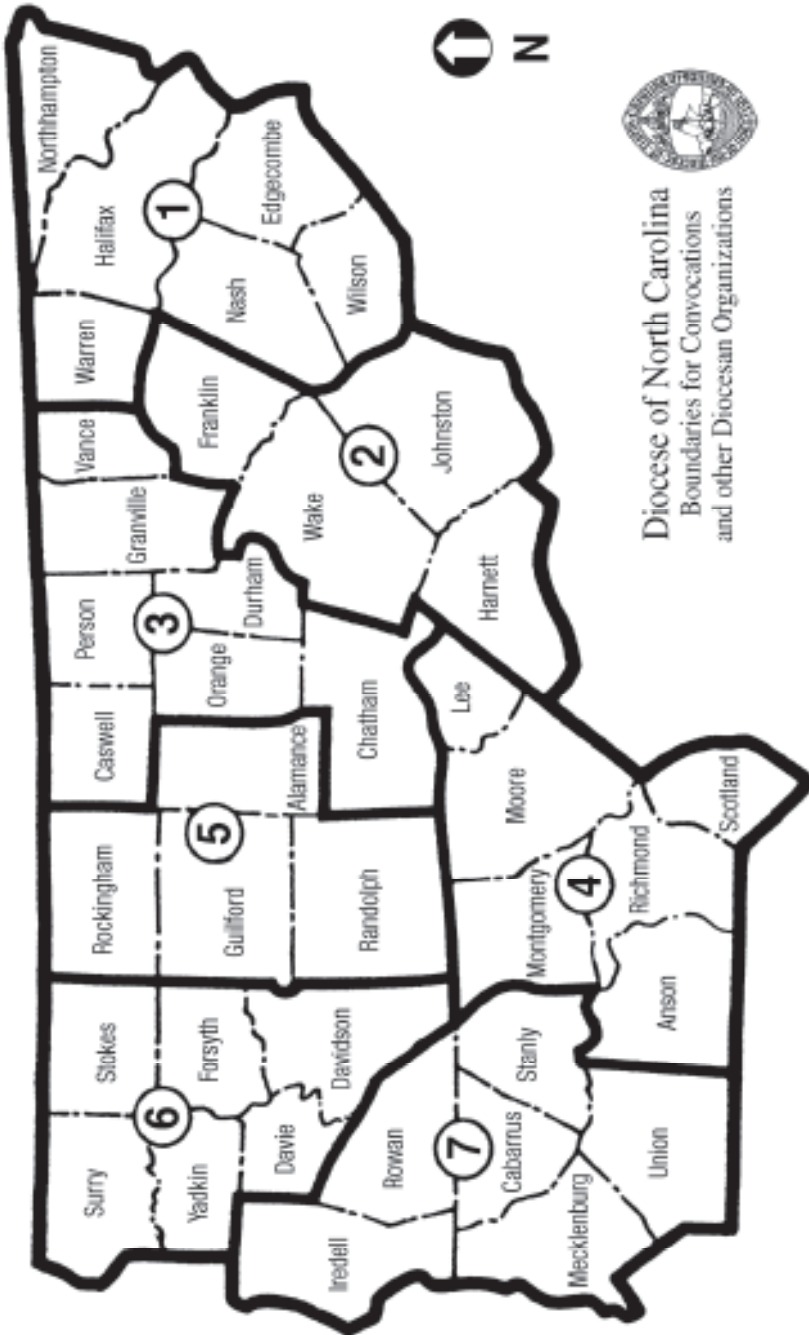 Surry
Stokes
Rockingham
Caswell
Person
Granville
Vance
Warren
Northhampton
Halifax
6
5
3
1
Yadkin
Forsyth
Guilford
Alamance
Orange
Durham
Franklin
Nash
Edgecombe
Davie
Davidson
Randolph
Chatham
Wake
Wilson
Iredell
Rowan
2
Johnston
7
Cabarrus
Stanly
Montgomery
Moore
Lee
Harnett
4
Mecklenburg
Union
Anson
Richmond
Scotland
N
Diocese of North Carolina
Boundaries for Convocations
and other Diocesan Organizations